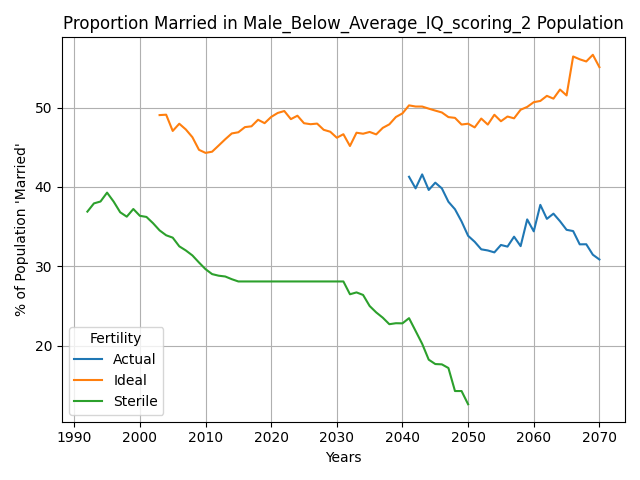 Proportion Married in Male_Below_Average_IQ_scoring_2 Population
% of Population 'Married'
50
40
30
20
Fertility
Actual
Ideal
Sterile
1990 2000 2010 2020 2030 2040 2050 2060 2070
Years